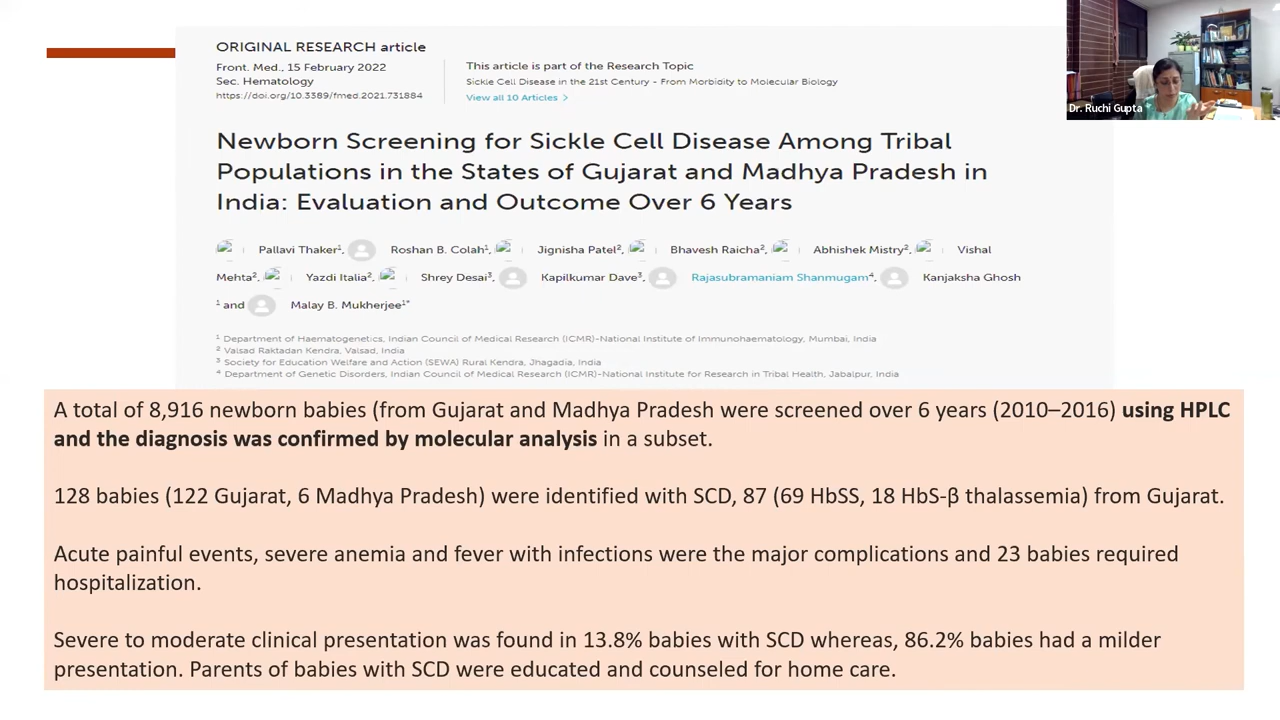 ORIGINAL RESEARCH article
Front. Med., 15 February 2022
Sec. Hematology
https://doi.org/10.3389/fmed.2021.731884
This article is part of the Research Topic
Sickle Cell Disease in the 21st Century - From Morbidity to Molecular Biology
View all 10 Articles >
Dr. Ruchi Gupta
Newborn Screening for Sickle Cell Disease Among Tribal
Populations in the States of Gujarat and Madhya Pradesh in
India: Evaluation and Outcome Over 6 Years
Pallavi Thaker¹, Roshan B. Colah¹, Jignisha Patel², Bhavesh Raicha², Abhishek Mistry², Vishal
Mehta², Yazdi Italia², Shrey Desai³, Kapilkumar Dave³, Rajasubramaniam Shanmugam⁴, Kanjaksha Ghosh
¹ and Malay B. Mukherjee¹*
¹ Department of Haematogenetics, Indian Council of Medical Research (ICMR)-National Institute of Immunohaematology, Mumbai, India
² Valsad Raktadan Kendra, Valsad, India
³ Society for Education Welfare and Action (SEWA) Rural Kendra, Jhagadia, India
⁴ Department of Genetic Disorders, Indian Council of Medical Research (ICMR)-National Institute for Research in Tribal Health, Jabalpur, India
A total of 8,916 newborn babies (from Gujarat and Madhya Pradesh were screened over 6 years (2010–2016) using HPLC
and the diagnosis was confirmed by molecular analysis in a subset.
128 babies (122 Gujarat, 6 Madhya Pradesh) were identified with SCD, 87 (69 HbSS, 18 HbS-β thalassemia) from Gujarat.
Acute painful events, severe anemia and fever with infections were the major complications and 23 babies required
hospitalization.
Severe to moderate clinical presentation was found in 13.8% babies with SCD whereas, 86.2% babies had a milder
presentation. Parents of babies with SCD were educated and counseled for home care.